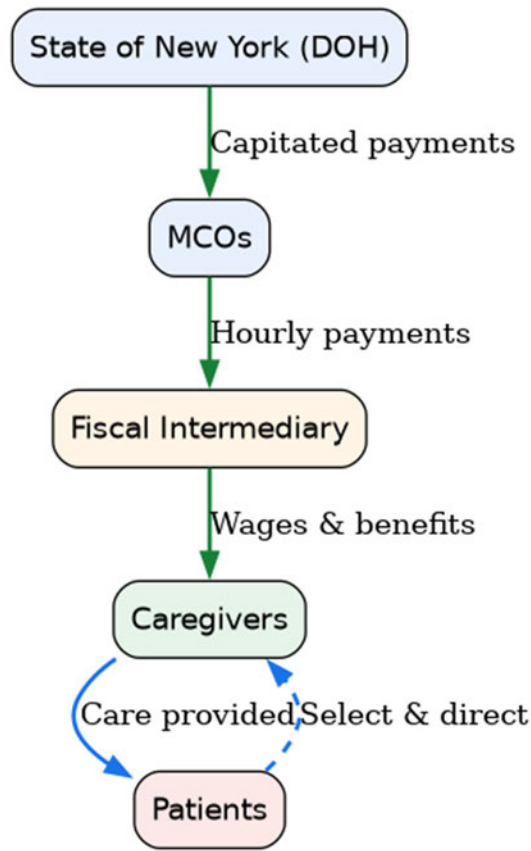 State of New York (DOH)
Capitated payments
MCOs
Hourly payments
Fiscal Intermediary
Wages & benefits
Caregivers
Care provided
Select & direct
Patients